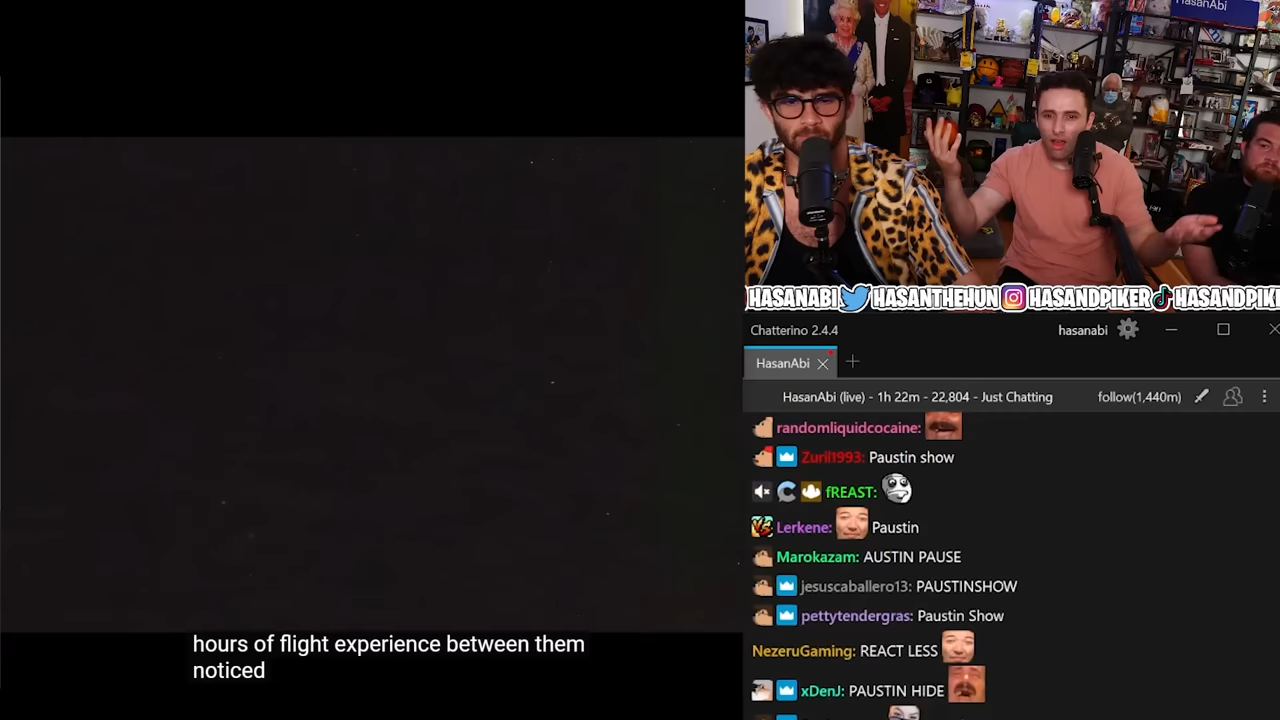 HasanAbi
HASANABI HASANTHEHUN HASANDPIKER HASANDPIK
Chatterino 2.4.4 hasanabi
HasanAbi
HasanAbi (live) - 1h 22m - 22,804 - Just Chatting follow(1,440m)
randomliquidcocaine:
Zuril1993: Paustin show
fREAST:
Lerkene: Paustin
Marokazam: AUSTIN PAUSE
jesuscaballero13: PAUSTINSHOW
pettytendergras: Paustin Show
NezeruGaming: REACT LESS
xDenJ: PAUSTIN HIDE
hours of flight experience between them
noticed